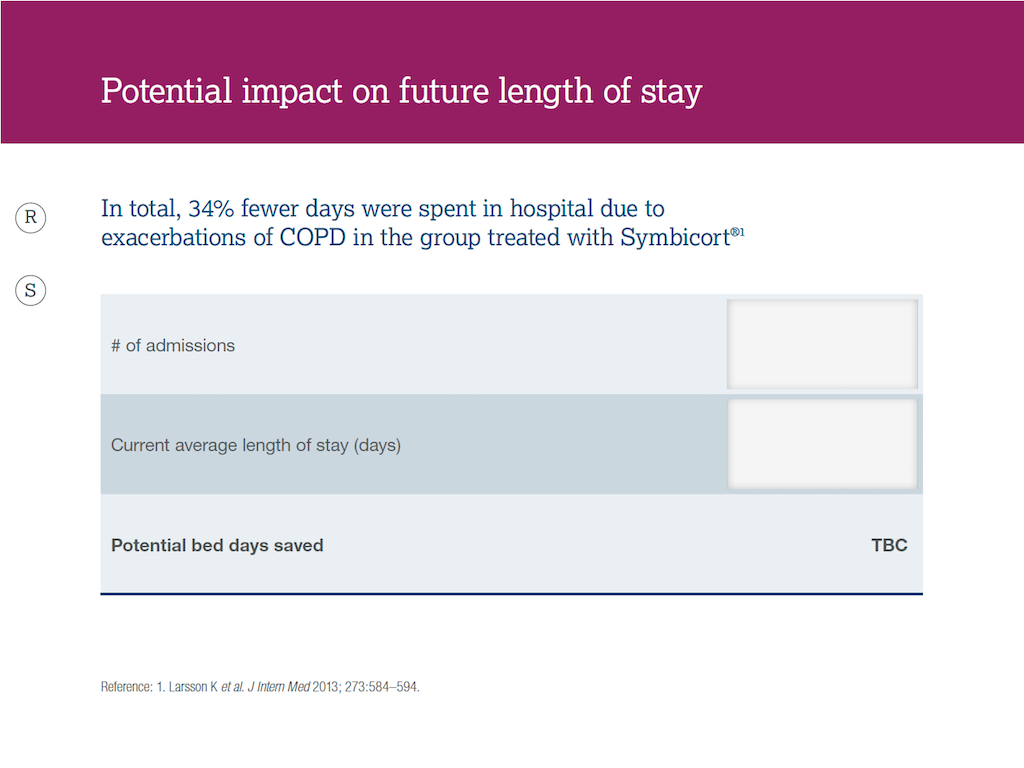 Potential impact on future length of stay
R
In total, 34% fewer days were spent in hospital due to
exacerbations of COPD in the group treated with Symbicort®1
S
# of admissions
Current average length of stay (days)
Potential bed days saved TBC
Reference: 1. Larsson K et al. J Intern Med 2013; 273:584–594.